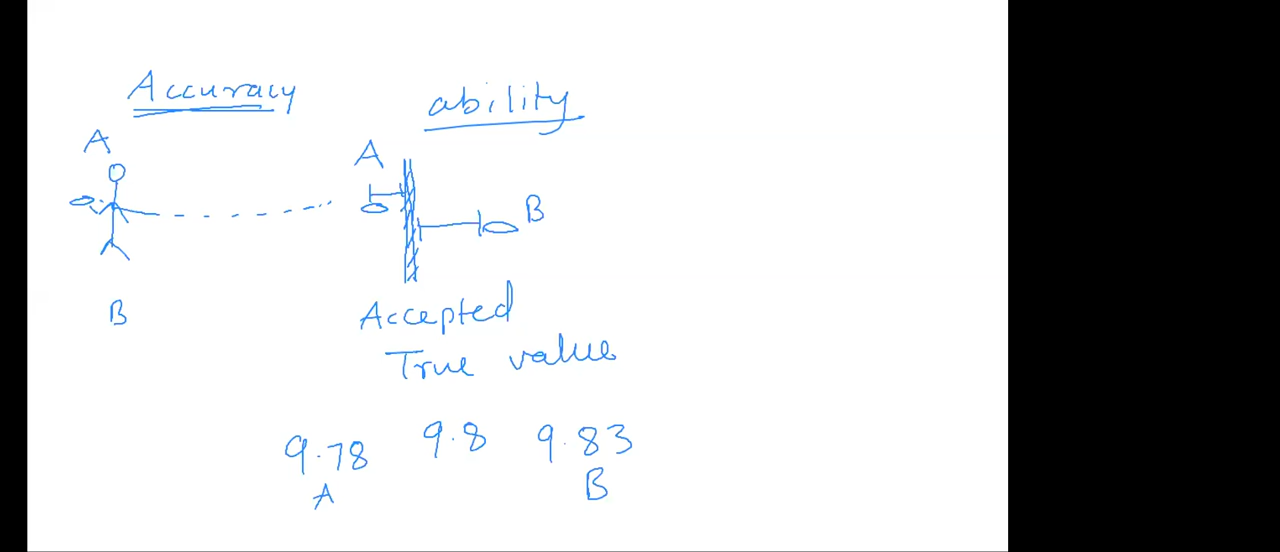 Accuracy ability
A A
B
B
Accepted
True value
9.78 9.8 9.83
A B